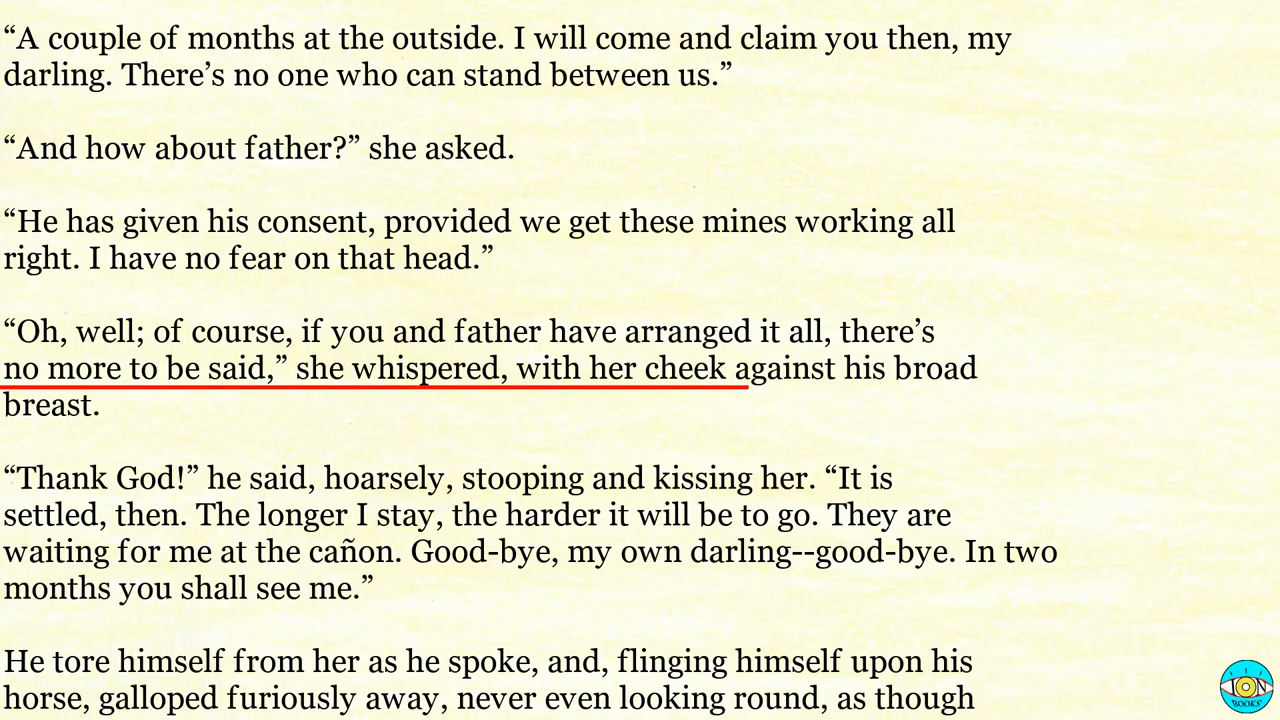 “A couple of months at the outside. I will come and claim you then, my
darling. There’s no one who can stand between us.”
“And how about father?” she asked.
“He has given his consent, provided we get these mines working all
right. I have no fear on that head.”
“Oh, well; of course, if you and father have arranged it all, there’s
no more to be said,” she whispered, with her cheek against his broad
breast.
“Thank God!” he said, hoarsely, stooping and kissing her. “It is
settled, then. The longer I stay, the harder it will be to go. They are
waiting for me at the cañon. Good-bye, my own darling--good-bye. In two
months you shall see me.”
He tore himself from her as he spoke, and, flinging himself upon his
horse, galloped furiously away, never even looking round, as though
ION
BOOKS